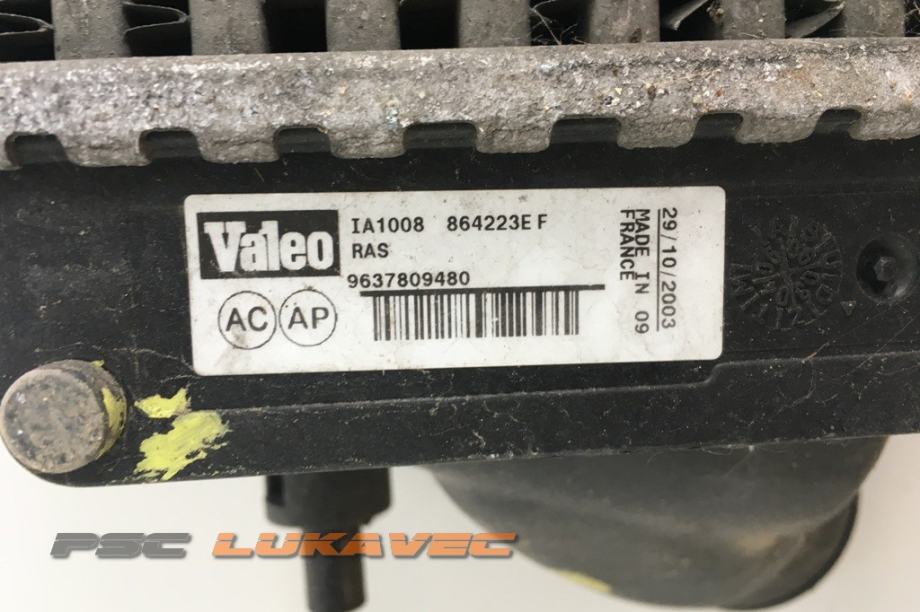 Valeo
IA1008 864223E F
RAS
9637809480
AC AP
29/10/2003
MADE IN 09
FRANCE
PSC LUKAVEC